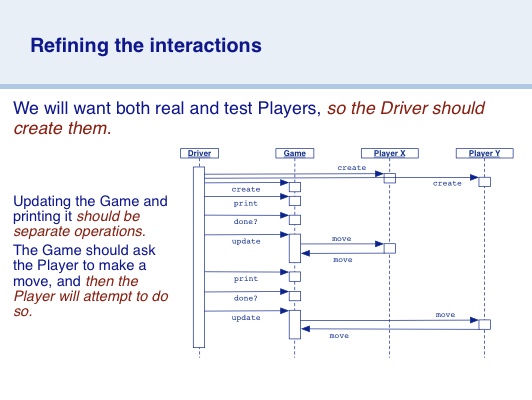 Refining the interactions
We will want both real and test Players, so the Driver should
create them.
Driver Game Player X Player Y
create
create
create
print
done?
update
move
move
print
done?
update
move
move
Updating the Game and
printing it should be
separate operations.
The Game should ask
the Player to make a
move, and then the
Player will attempt to do
so.